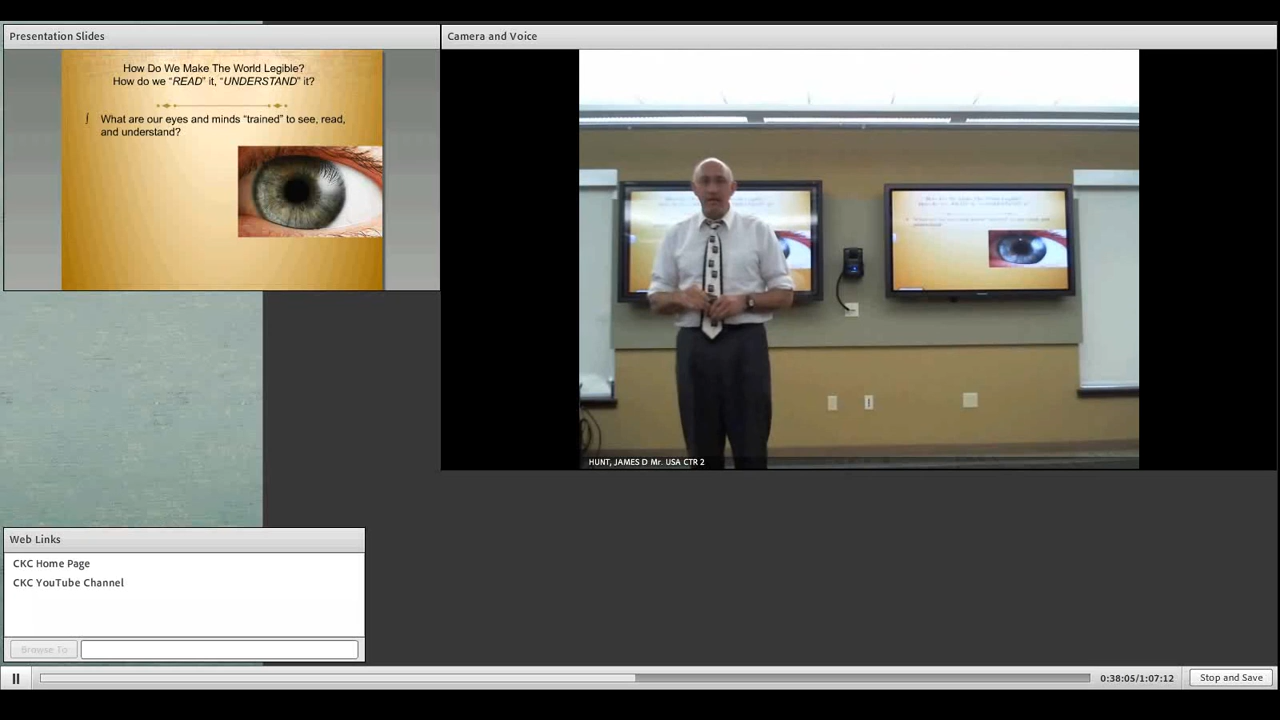 Presentation Slides
How Do We Make The World Legible?
How do we “READ” it, “UNDERSTAND” it?
What are our eyes and minds “trained” to see, read,
and understand?
Camera and Voice
HUNT, JAMES D Mr. USA CTR 2
Web Links
CKC Home Page
CKC YouTube Channel
Browse To
0:38:05/1:07:12
Stop and Save